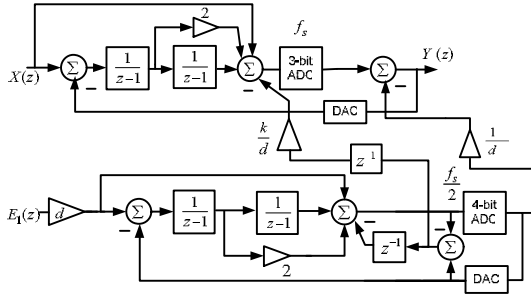 2
f_s
X(z)
Σ
1/(z-1)
1/(z-1)
Σ
3-bit ADC
Σ
Y(z)
DAC
k/d
1/d
z^-1
f_s/2
E_1(z)
d
Σ
1/(z-1)
1/(z-1)
Σ
4-bit ADC
z^-1
Σ
2
DAC